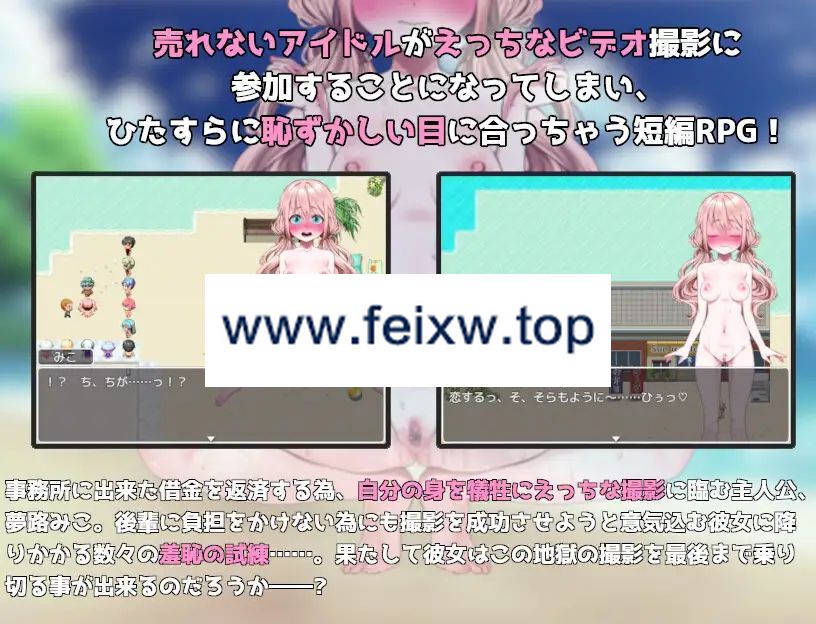 売れないアイドルがえっちなビデオ撮影に
参加することになってしまい、
ひたすらに恥ずかしい目に合っちゃう短編RPG！
www.feixw.top
みこ
！？　ち、ちが……っ！？
恋するっ、そ、そらもように～……ひぅっ♡
事務所に出来た借金を返済する為、自分の身を犠牲にえっちな撮影に臨む主人公、
夢路みこ。後輩に負担をかけない為にも撮影を成功させようと意気込む彼女に降
りかかる数々の羞恥の試練……。果たして彼女はこの地獄の撮影を最後まで乗り
切る事が出来るのだろうか――？